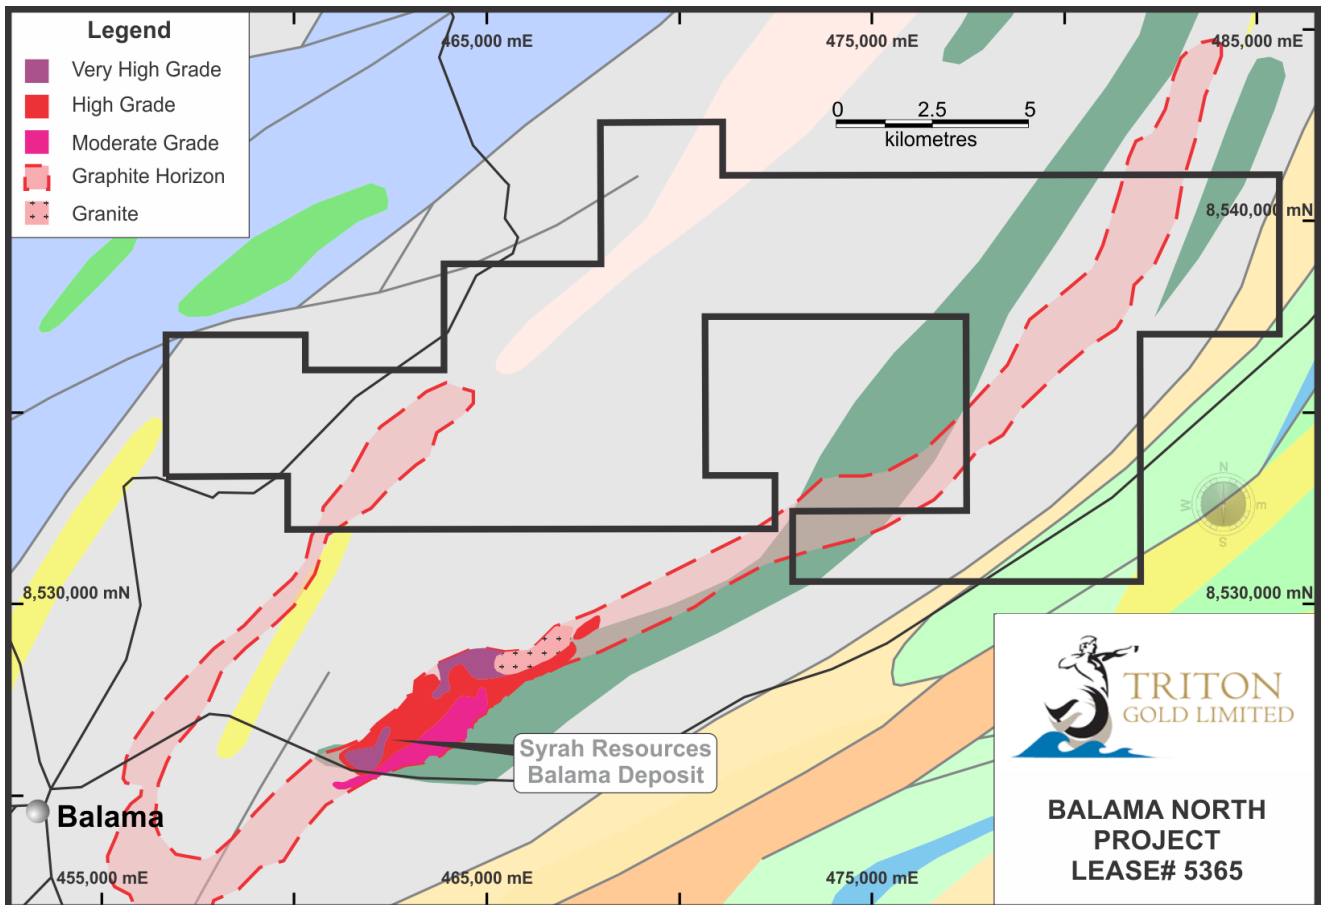 Legend
Very High Grade
High Grade
Moderate Grade
Graphite Horizon
Granite
465,000 mE
475,000 mE
485,000 mE
0 2.5 5
kilometres
8,540,000 mN
N
W E
S
8,530,000 mN
8,530,000 mN
Syrah Resources
Balama Deposit
Balama
455,000 mE
465,000 mE
475,000 mE
TRITON
GOLD LIMITED
BALAMA NORTH
PROJECT
LEASE# 5365